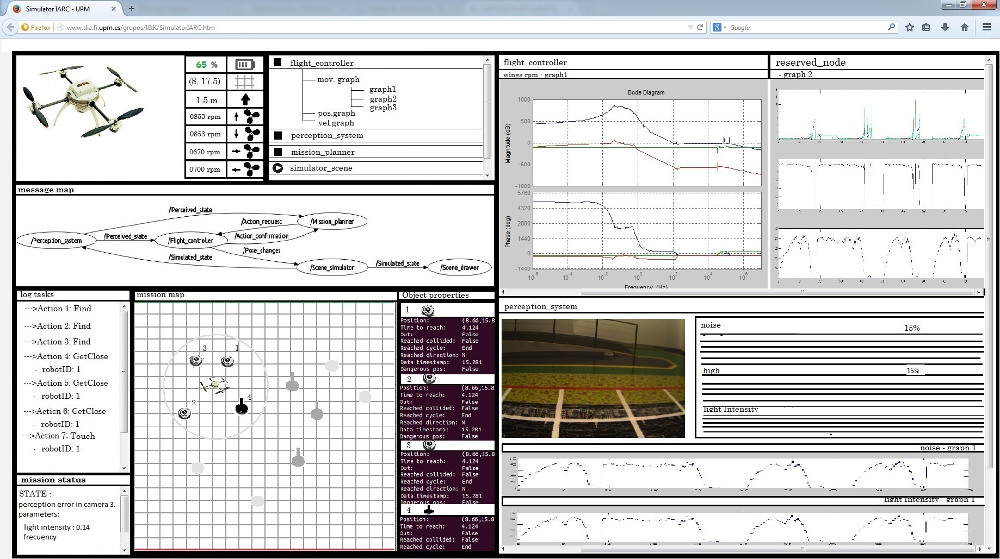 Simulator IARC - UPM
Firefox
www.dia.fi.upm.es/grupos/I&K/SimulatorIARC.htm
Google
65 %
(8, 17.5)
1,5 m
0853 rpm
0853 rpm
0670 rpm
0700 rpm
flight_controller
mov. graph
graph1
graph2
graph3
pos.graph
vel.graph
perception_system
mission_planner
simulator_scene
message map
/Perceived_state
/Acton_request
/Mission_planner
/Perception_system
/Perceived_state
/Flight_controller
/Action_confirmation
/Simulated_state
/Pose_changes
/Scene_simulator
/Simulated_state
/Scene_drawer
log tasks
--->Action 1: Find
--->Action 2: Find
--->Action 3: Find
--->Action 4: GetClose
- robotID: 1
--->Action 5: GetClose
- robotID: 1
--->Action 6: GetClose
- robotID: 1
--->Action 7: Touch
- robotID: 1
mission status
STATE :
perception error in camera 3.
parameters:
light intensity : 0.14
frecuency
mission map
3
1
2
4
Object properties
1
Position: (8.66,15.8
Time to reach: 4.124
Out: False
Reached collided: False
Reached cycle: End
Reached direction: N
Data timestamp: 15.281
Dangerous pos: False
2
Position: (8.66,15.8
Time to reach: 4.124
Out: False
Reached collided: False
Reached cycle: End
Reached direction: N
Data timestamp: 15.281
Dangerous pos: False
3
Position: (8.66,15.8
Time to reach: 4.124
Out: False
Reached collided: False
Reached cycle: End
Reached direction: N
Data timestamp: 15.281
Dangerous pos: False
4
Position: (8.66,15.8
Time to reach: 4.124
Out: False
Reached collided: False
Reached cycle: End
flight_controller
wings rpm - graph1
Bode Diagram
Magnitude (dB)
1000
500
0
-500
-1000
Phase (deg)
5760
4320
2880
1440
0
-1440
10^-6 10^-4 10^-2 10^0 10^2 10^4 10^6
Frequency (Hz)
reserved_node
- graph 2
perception_system
noise - 15%
high 15%
light Intensity
noise - graph 1
light Intensity - graph 1